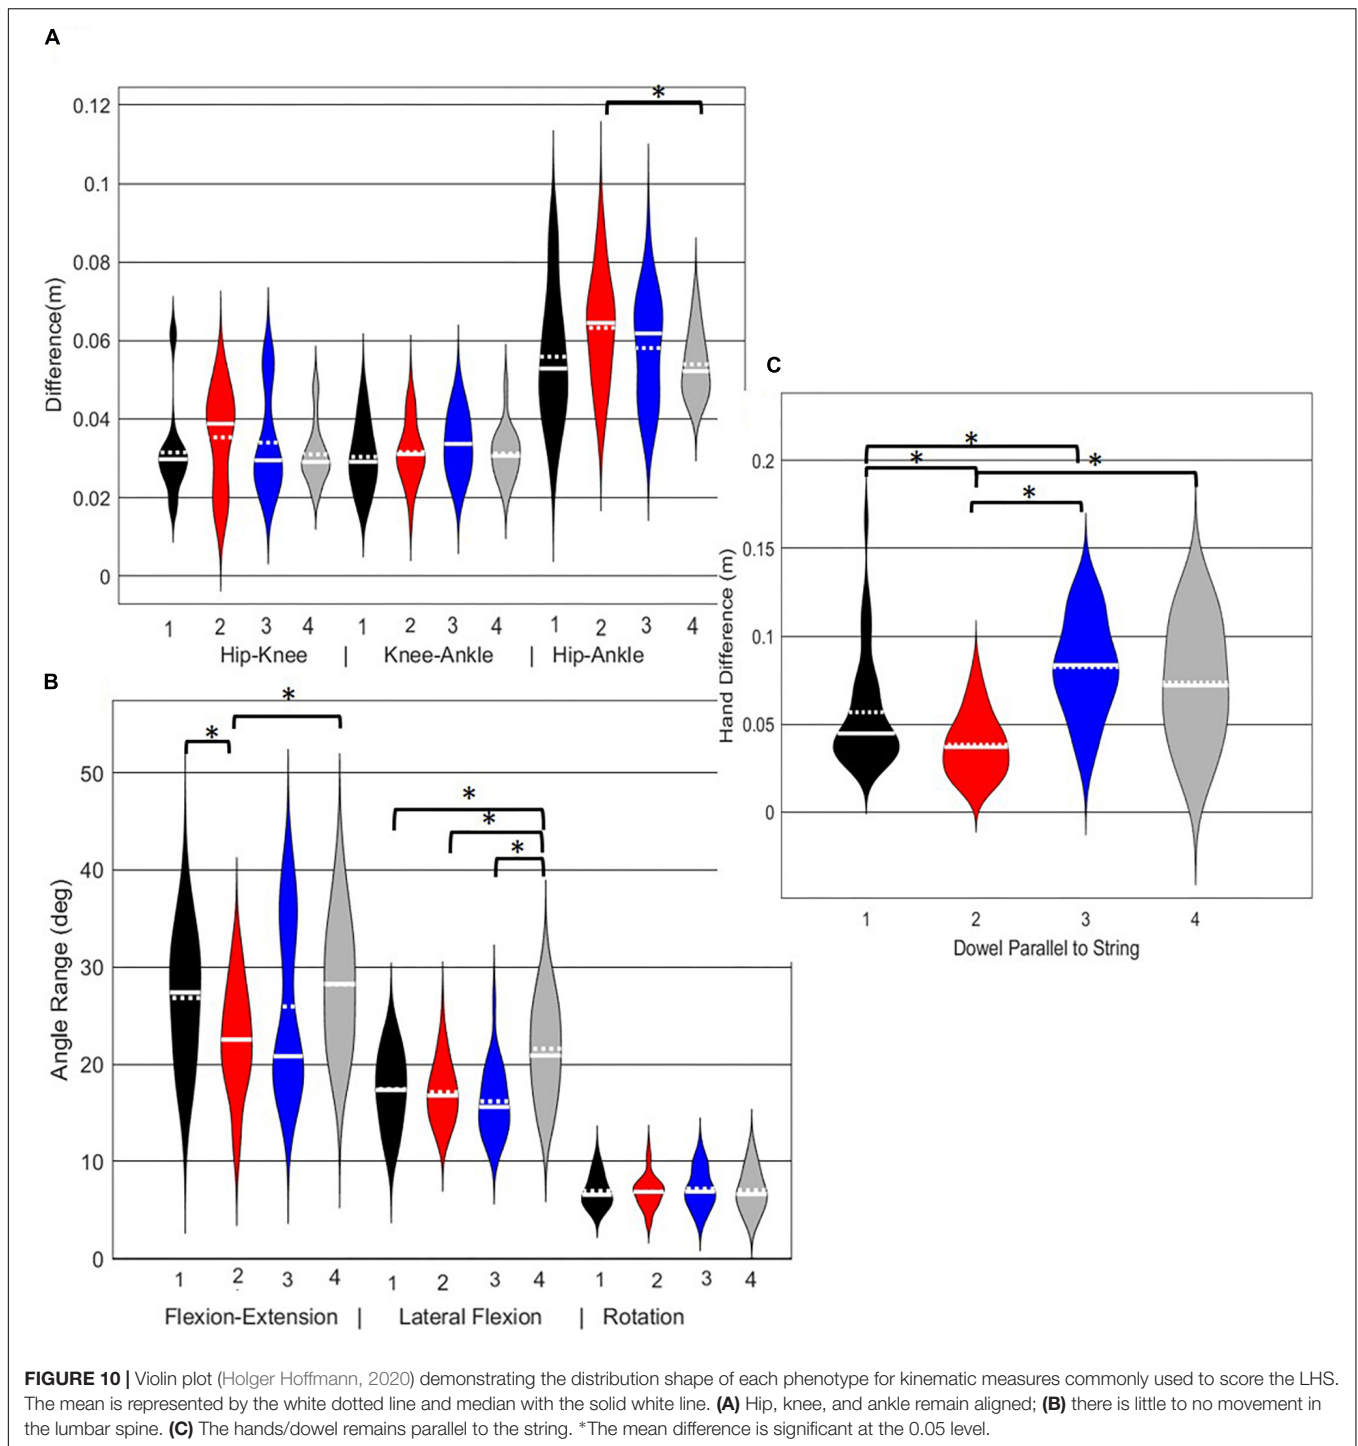 A
*
0.12
0.1
0.08
0.06
0.04
0.02
0
Difference(m)
1 2 3 4 1 2 3 4 1 2 3 4
Hip-Knee | Knee-Ankle | Hip-Ankle
B
*
*
*
*
*
50
40
30
20
10
0
Angle Range (deg)
1 2 3 4 1 2 3 4 1 2 3 4
Flexion-Extension | Lateral Flexion | Rotation
C
*
*
*
*
0.2
0.15
0.1
0.05
0
Hand Difference (m)
1 2 3 4
Dowel Parallel to String
FIGURE 10 | Violin plot (Holger Hoffmann, 2020) demonstrating the distribution shape of each phenotype for kinematic measures commonly used to score the LHS.
The mean is represented by the white dotted line and median with the solid white line. (A) Hip, knee, and ankle remain aligned; (B) there is little to no movement in
the lumbar spine. (C) The hands/dowel remains parallel to the string. *The mean difference is significant at the 0.05 level.